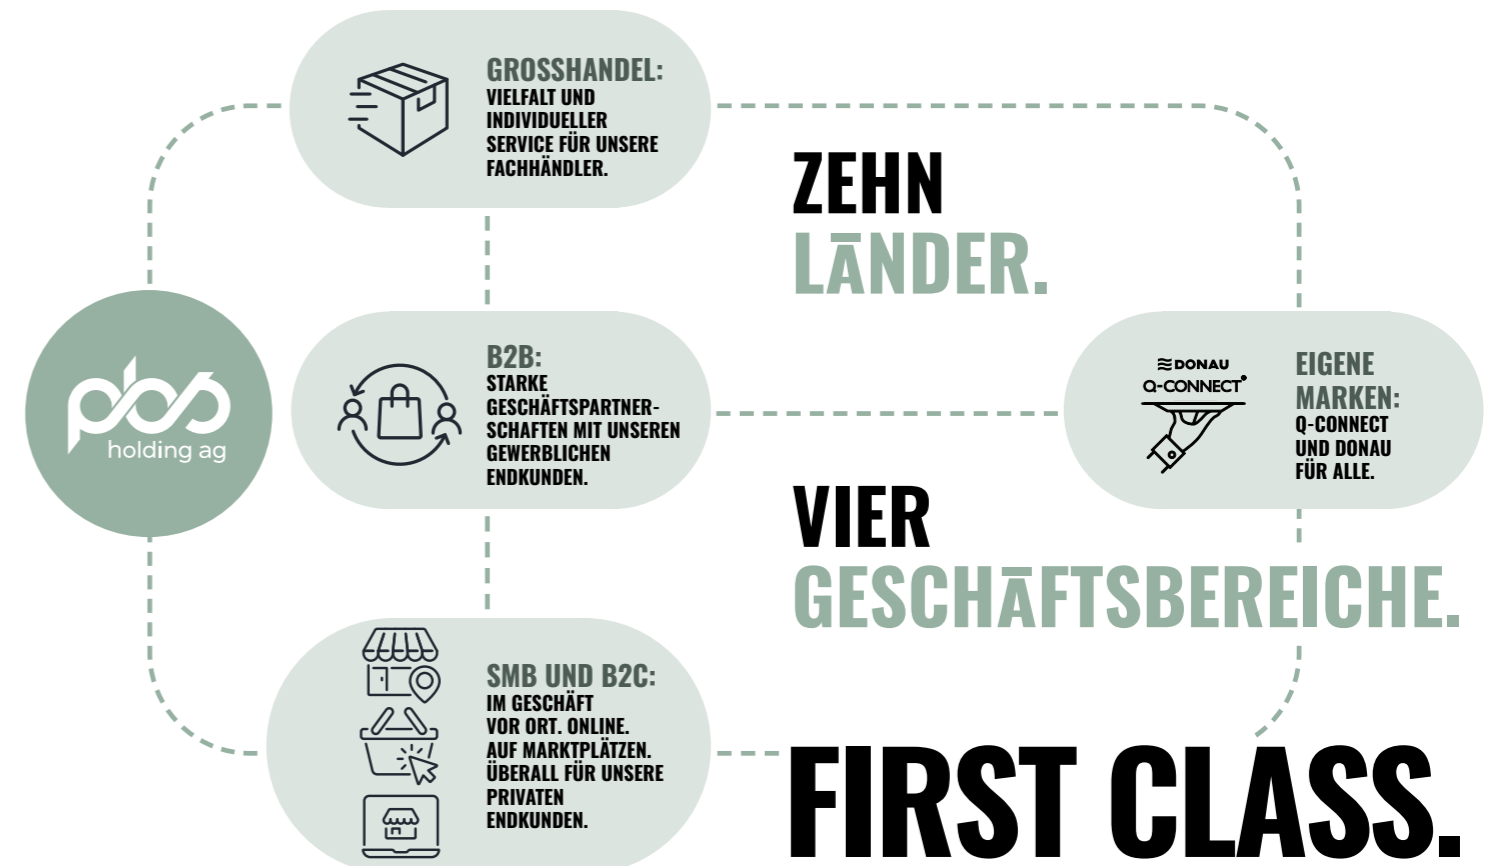 GROSSHANDEL:
VIELFALT UND
INDIVIDUELLER
SERVICE FÜR UNSERE
FACHHÄNDLER.
ZEHN
LÄNDER.
pbs
holding ag
B2B:
STARKE
GESCHÄFTSPARTNER-
SCHAFTEN MIT UNSEREN
GEWERBLICHEN
ENDKUNDEN.
DONAU
Q-CONNECT
EIGENE
MARKEN:
Q-CONNECT
UND DONAU
FÜR ALLE.
VIER
GESCHÄFTSBEREICHE.
SMB UND B2C:
IM GESCHÄFT
VOR ORT. ONLINE.
AUF MARKTPLÄTZEN.
ÜBERALL FÜR UNSERE
PRIVATEN
ENDKUNDEN.
FIRST CLASS.